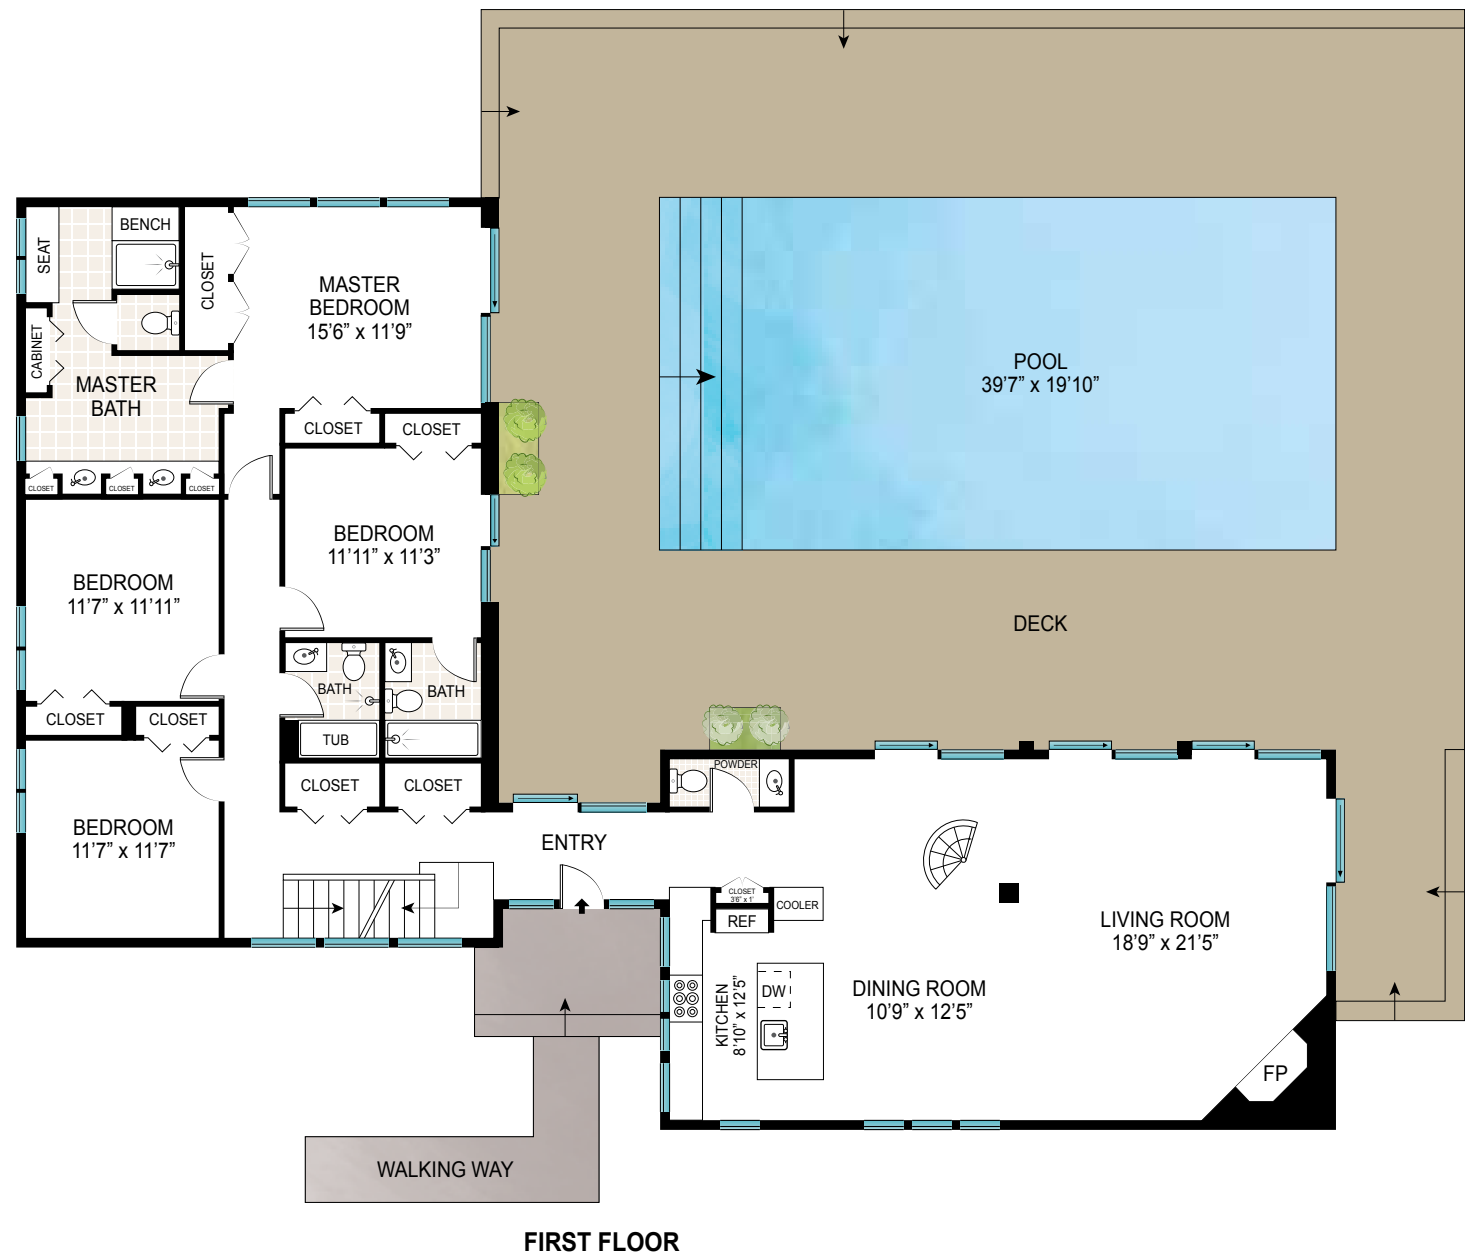 BENCH
SEAT
CLOSET
MASTER
BEDROOM
15'6" x 11'9"
CABINET
MASTER
BATH
POOL
39'7" x 19'10"
CLOSET
CLOSET
CLOSET
CLOSET
CLOSET
BEDROOM
11'11" x 11'3"
BEDROOM
11'7" x 11'11"
DECK
BATH
BATH
CLOSET
CLOSET
TUB
POWDER
CLOSET
CLOSET
BEDROOM
11'7" x 11'7"
ENTRY
CLOSET
3'6" x 1'
COOLER
REF
LIVING ROOM
18'9" x 21'5"
KITCHEN
8'10" x 12'5"
DW
DINING ROOM
10'9" x 12'5"
FP
WALKING WAY
FIRST FLOOR